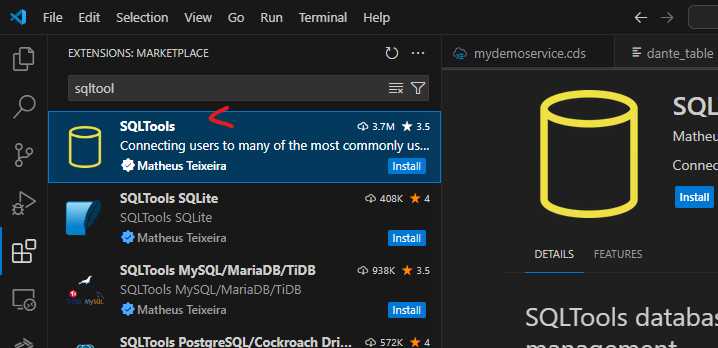 File Edit Selection View Go Run Terminal Help
EXTENSIONS: MARKETPLACE
sqltool
SQLTools 3.7M 3.5
Connecting users to many of the most commonly us...
Matheus Teixeira Install
SQLTools SQLite 408K 4
SQLTools SQLite
Matheus Teixeira Install
SQLTools MySQL/MariaDB/TiDB 938K 3.5
SQLTools MySQL/MariaDB/TiDB
Matheus Teixeira Install
SQLTools PostgreSQL/Cockroach Dri... 572K 4
mydemoservice.cds dante_table
SQL
Matheu
Connec
Install
DETAILS FEATURES
SQLTools databas
management